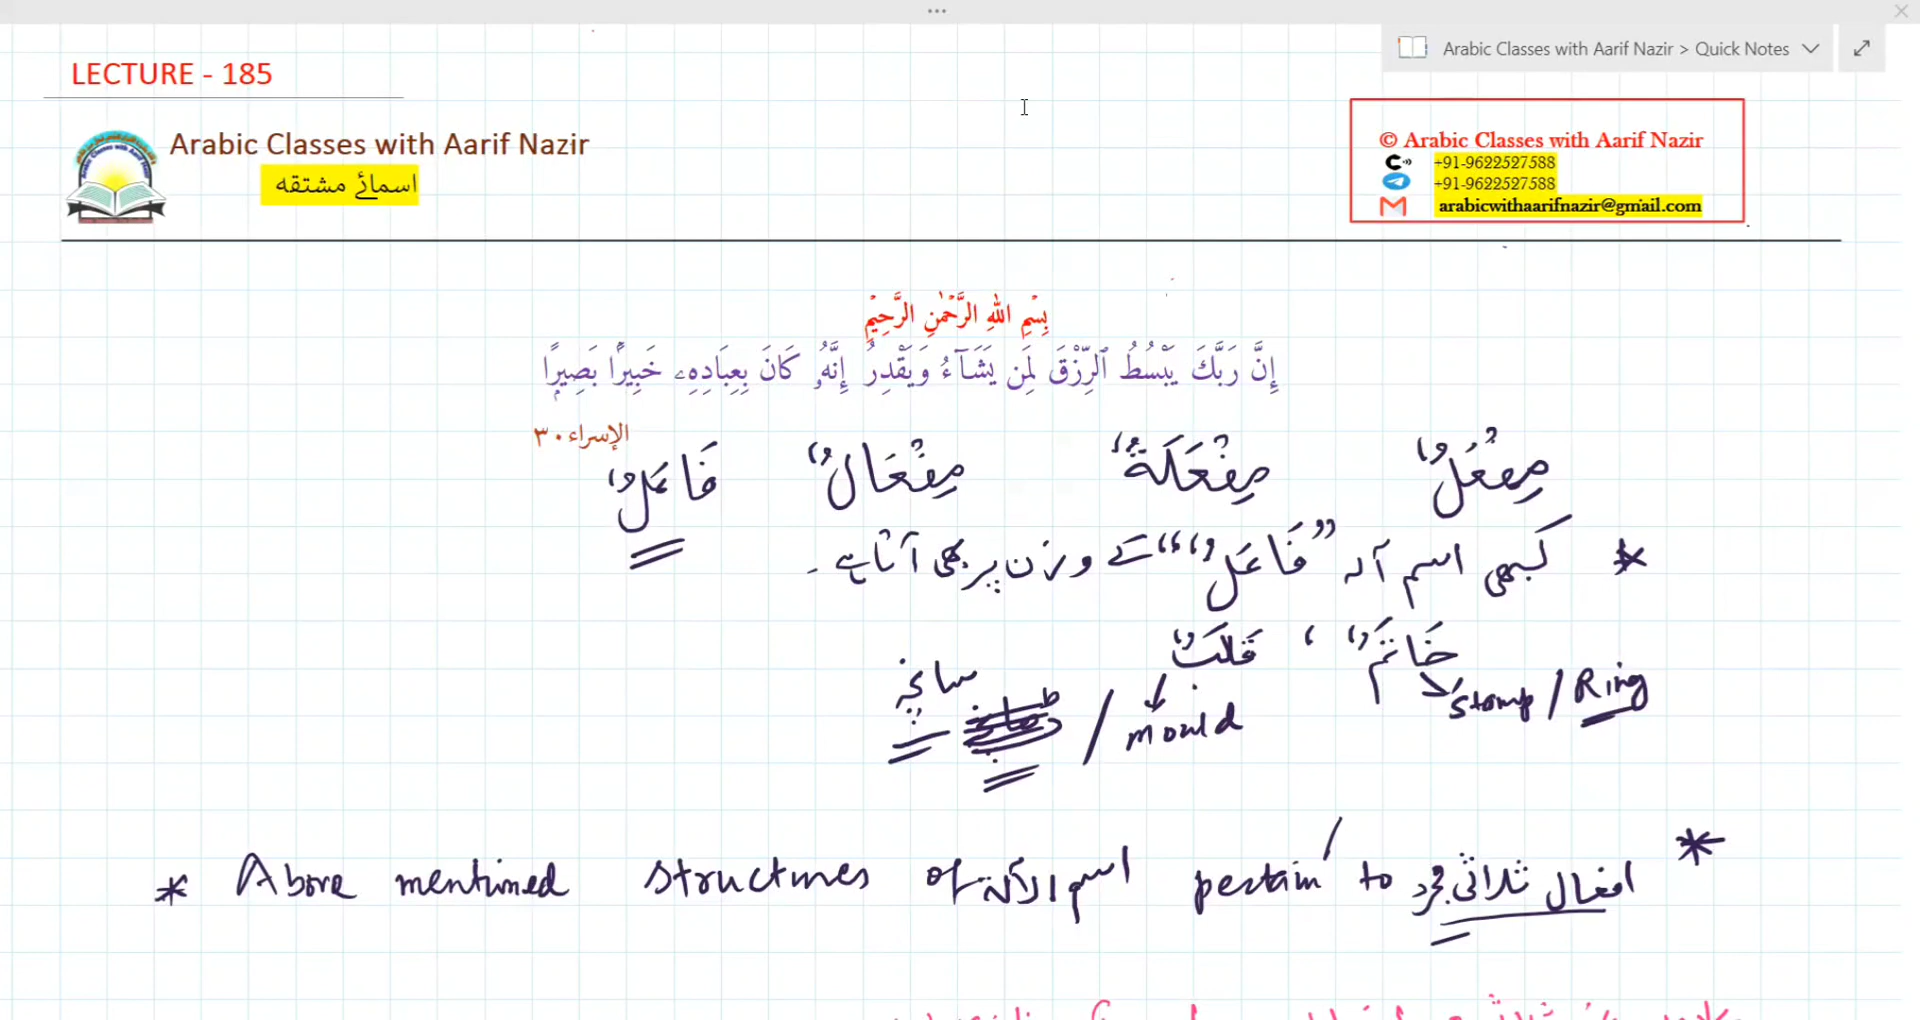 Arabic Classes with Aarif Nazir > Quick Notes
LECTURE - 185
Arabic Classes with Aarif Nazir
اسمائے مشتقہ
© Arabic Classes with Aarif Nazir
+91-9622527588
+91-9622527588
arabicwithaarifnazir@gmail.com
بِسْمِ اللهِ الرَّحْمٰنِ الرَّحِيْمِ
إِنَّ رَبَّكَ يَبْسُطُ ٱلرِّزْقَ لِمَن يَشَآءُ وَيَقْدِرُ إِنَّهُۥ كَانَ بِعِبَادِهِۦ خَبِيرًۢا بَصِيرًا
الإسراء ٣٠
مِفْعَلٌ مِفْعَلَةٌ مِفْعَالٌ فَاعَلٌ
* کبھی اسم آلہ "فَاعَلٌ" کے وزن پر بھی آتا ہے۔
خَاتَمٌ ، قَالَبٌ
Stamp / Ring
mould / سانچہ
* Above mentioned structures of اسم الآلة pertain to افعال ثلاثی مجرد *